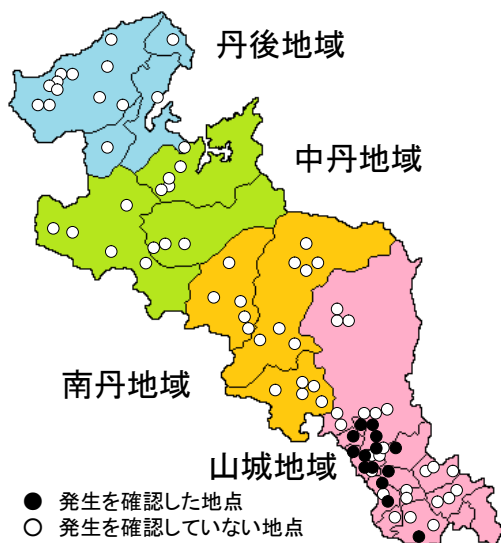 丹後地域
中丹地域
南丹地域
山城地域
● 発生を確認した地点
○ 発生を確認していない地点